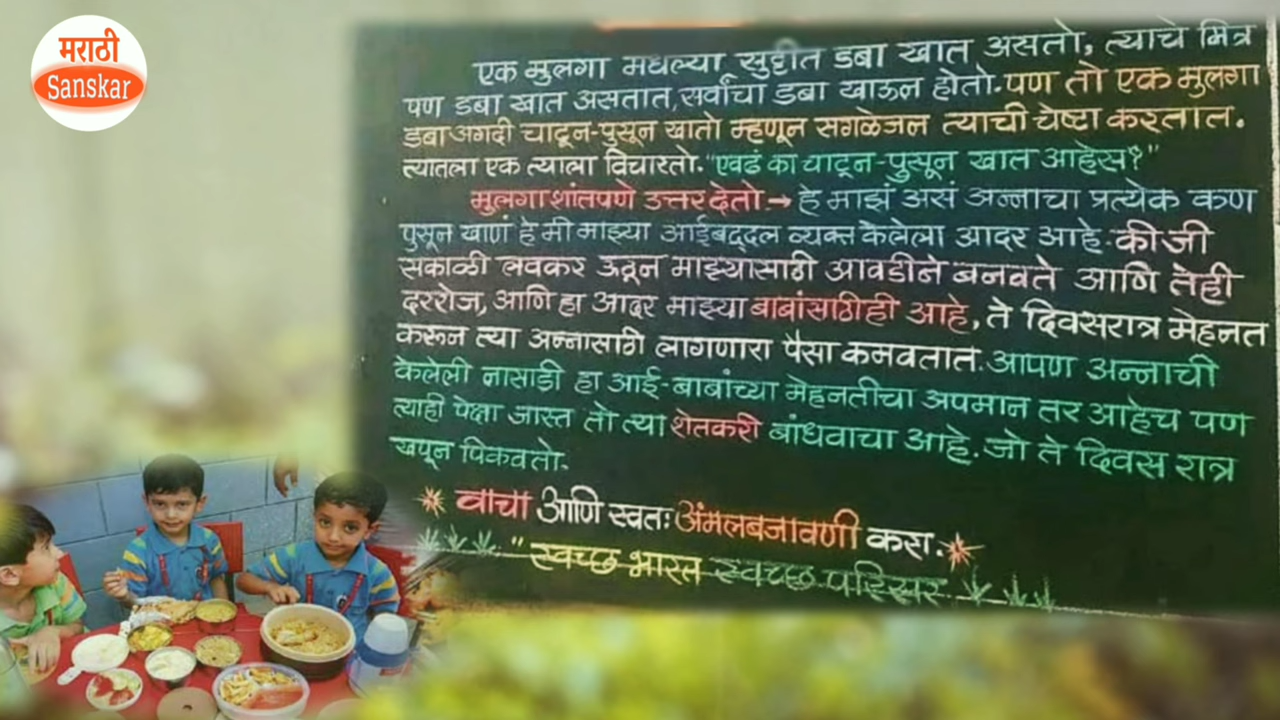 मराठी
Sanskar
एक मुलगा मधल्या सुट्टीत डबा खात असतो, त्याचे मित्र
पण डबा खात असतात, सर्वांचा डबा खाऊन होतो. पण तो एक मुलगा
डबा अगदी चाटून-पुसून खातो म्हणून सगळेजन त्याची चेष्टा करतात.
त्यातला एक त्याला विचारतो. "एवढं का चाटून-पुसून खात आहेस?"
मुलगा शांतपणे उत्तर देतो.→ हे माझं असं अन्नाचा प्रत्येक कण
पुसून खाणं हे मी माझ्या आईबद्दल व्यक्त केलेला आदर आहे. की जी
सकाळी लवकर ऊठून माझ्यासाठी आवडीने बनवते आणि तेही
दररोज, आणि हा आदर माझ्या बाबांसाठीही आहे, ते दिवसरात्र मेहनत
करून त्या अन्नासाठी लागणारा पैसा कमवतात. आपण अन्नाची
केलेली नासाडी हा आई-बाबांच्या मेहनतीचा अपमान तर आहेच पण
त्याही पेक्षा जास्त तो त्या शेतकरी बांधवाचा आहे. जो ते दिवस रात्र
खपून पिकवतो.
वाचा आणि स्वतः अंमलबजावणी करा.
"स्वच्छ भारत स्वच्छ परिसर